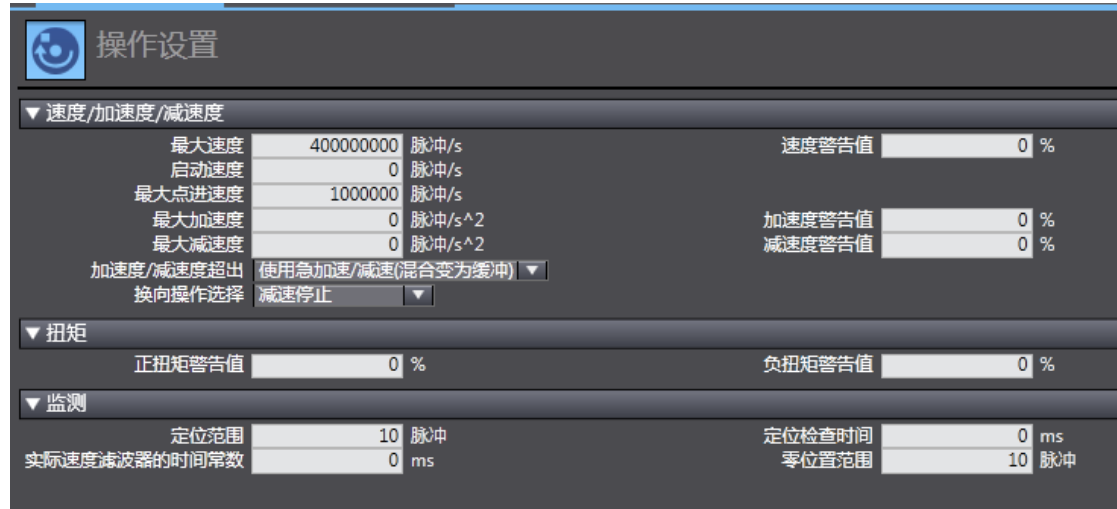 操作设置
▼ 速度/加速度/减速度
最大速度 400000000 脉冲/s 速度警告值 0 %
启动速度 0 脉冲/s
最大点进速度 1000000 脉冲/s
最大加速度 0 脉冲/s^2 加速度警告值 0 %
最大减速度 0 脉冲/s^2 减速度警告值 0 %
加速度/减速度超出 使用急加速/减速(混合变为缓冲) ▼
换向操作选择 减速停止 ▼
▼ 扭矩
正扭矩警告值 0 % 负扭矩警告值 0 %
▼ 监测
定位范围 10 脉冲 定位检查时间 0 ms
实际速度滤波器的时间常数 0 ms 零位置范围 10 脉冲